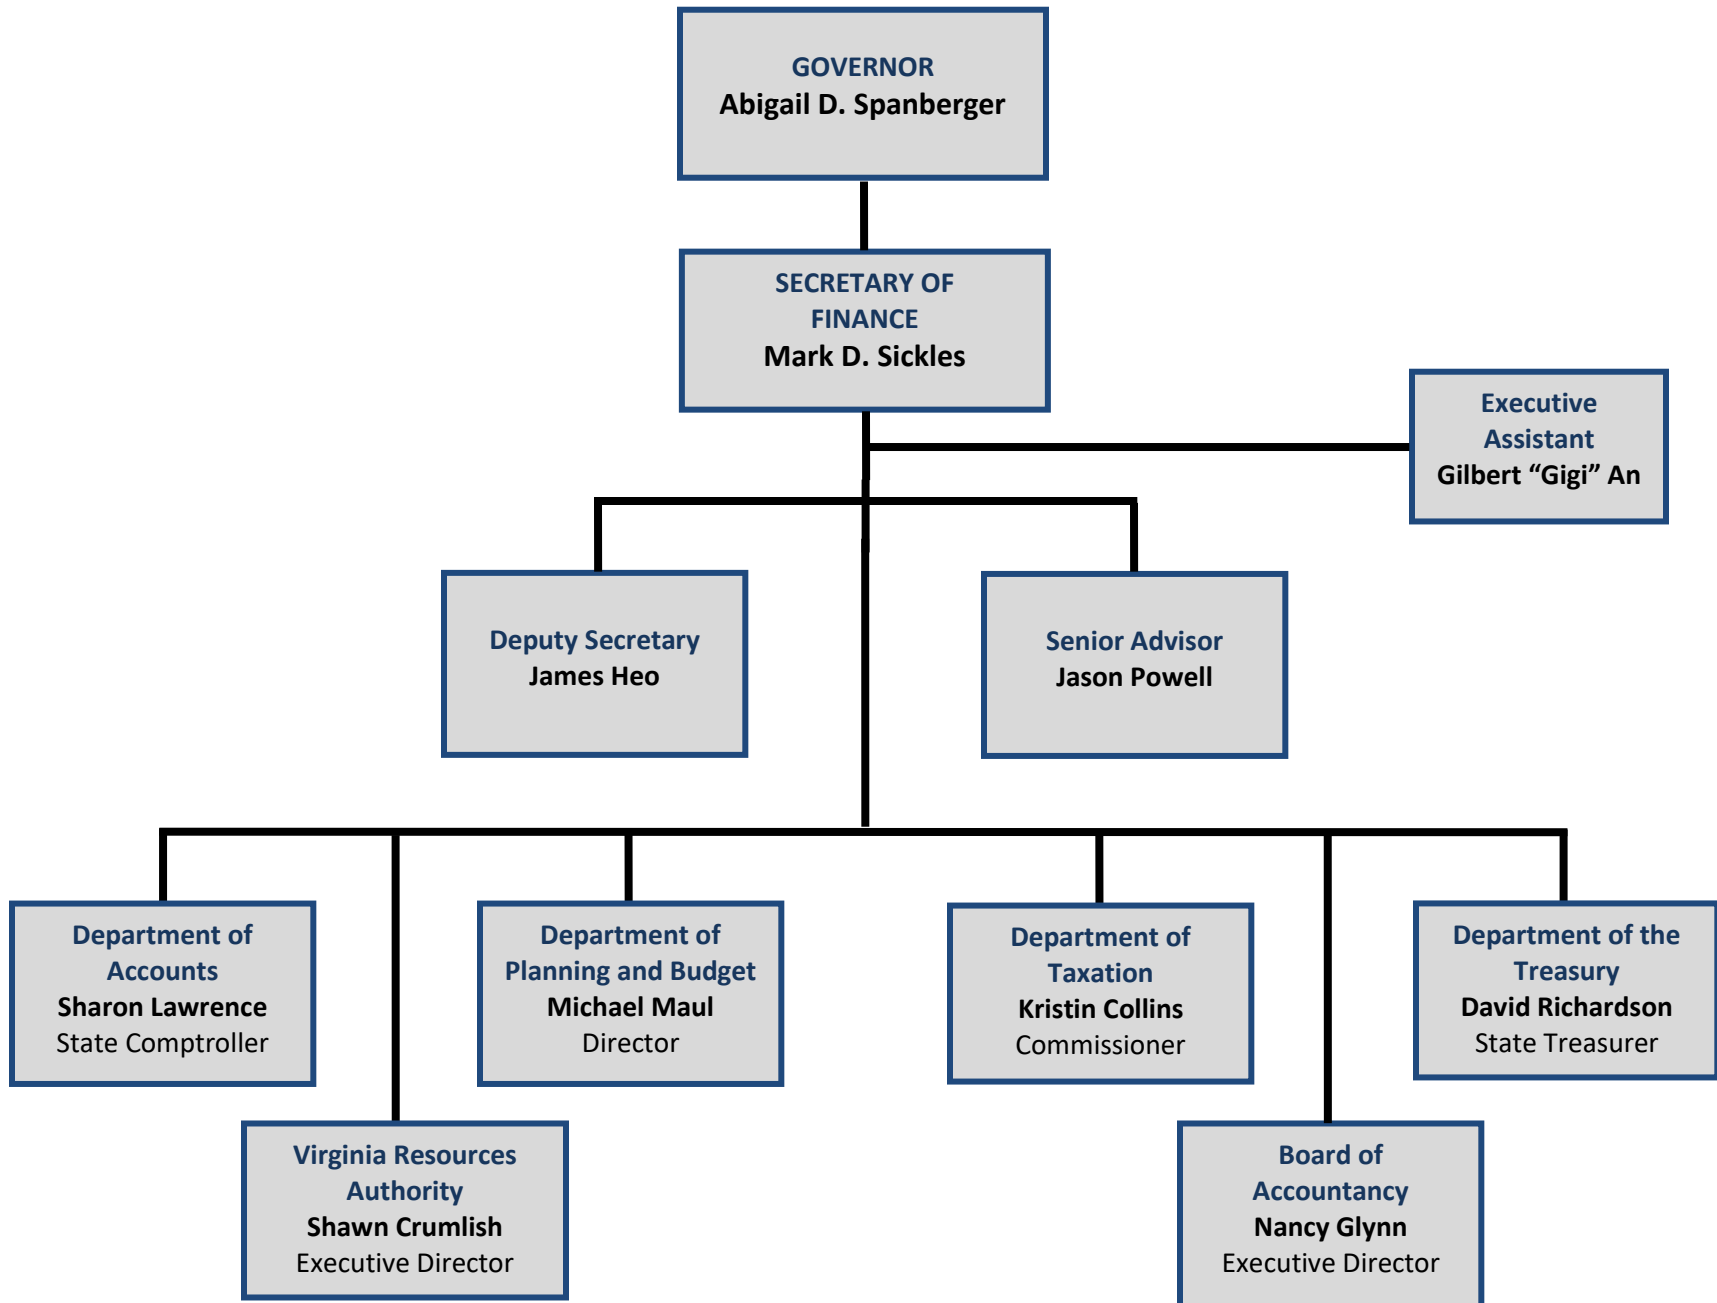 GOVERNOR
Abigail D. Spanberger
SECRETARY OF
FINANCE
Mark D. Sickles
Executive
Assistant
Gilbert “Gigi” An
Deputy Secretary
James Heo
Senior Advisor
Jason Powell
Department of
Accounts
Sharon Lawrence
State Comptroller
Department of
Planning and Budget
Michael Maul
Director
Department of
Taxation
Kristin Collins
Commissioner
Department of the
Treasury
David Richardson
State Treasurer
Virginia Resources
Authority
Shawn Crumlish
Executive Director
Board of
Accountancy
Nancy Glynn
Executive Director